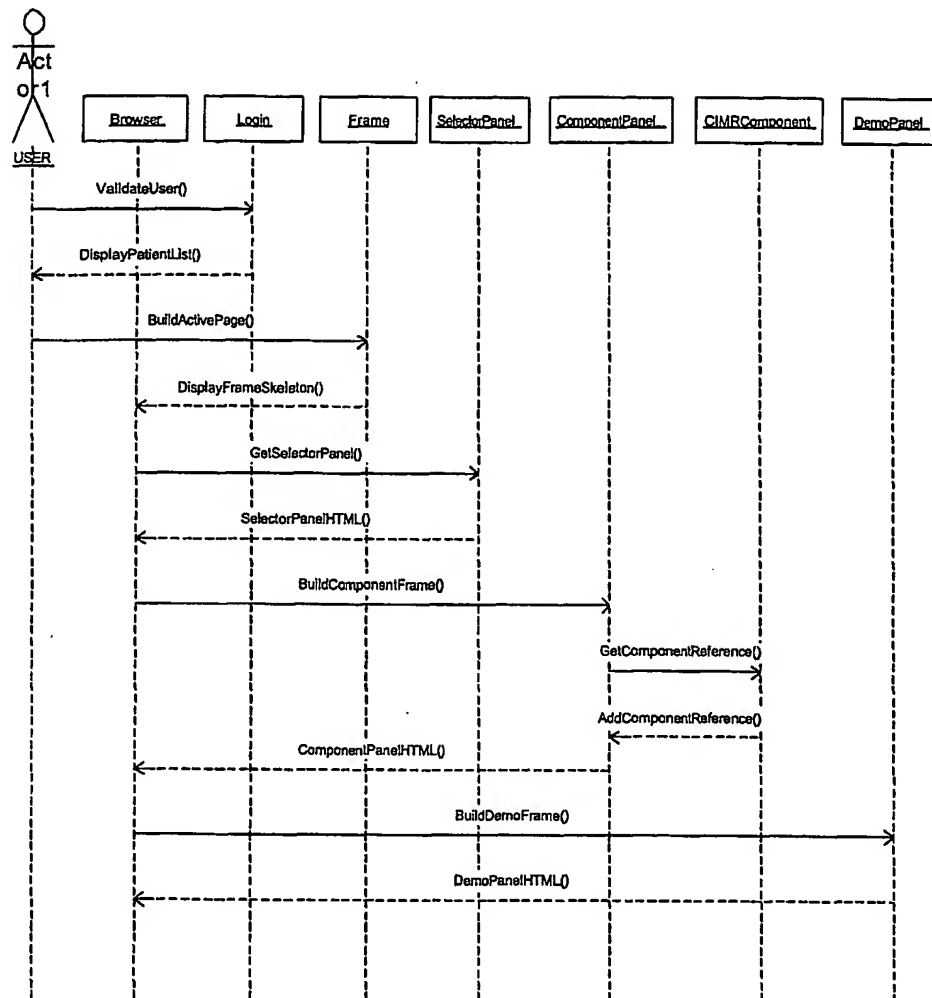 Act
or1
USER
Browser
Login
Frame
SelectorPanel
ComponentPanel
CIMRComponent
DemoPanel
ValidateUser()
DisplayPatientList()
BuildActivePage()
DisplayFrameSkeleton()
GetSelectorPanel()
SelectorPanelHTML()
BuildComponentFrame()
GetComponentReference()
AddComponentReference()
ComponentPanelHTML()
BuildDemoFrame()
DemoPanelHTML()